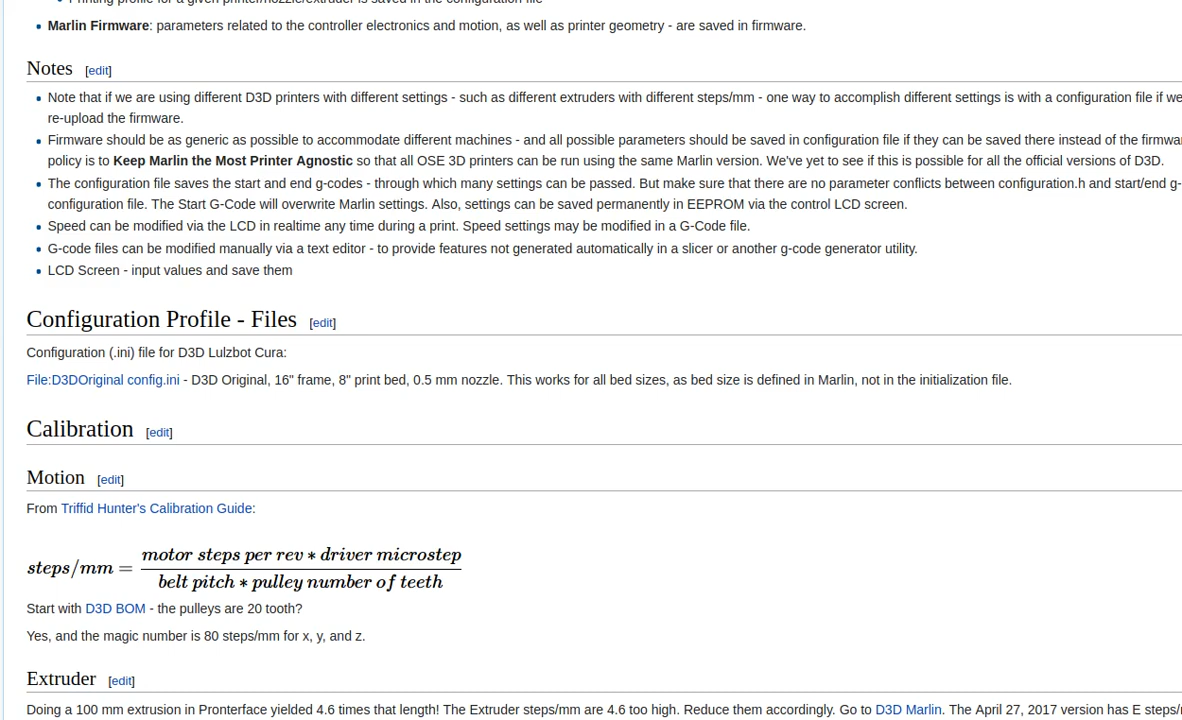 Printing profile for a given printer/nozzle/extruder is saved in the configuration file
Marlin Firmware: parameters related to the controller electronics and motion, as well as printer geometry - are saved in firmware.
Notes [edit]
Note that if we are using different D3D printers with different settings - such as different extruders with different steps/mm - one way to accomplish different settings is with a configuration file if we
re-upload the firmware.
Firmware should be as generic as possible to accommodate different machines - and all possible parameters should be saved in configuration file if they can be saved there instead of the
policy is to Keep Marlin the Most Printer Agnostic so that all OSE 3D printers can be run using the same Marlin version. We've yet to see if this is possible for all the official versions of D3D.
The configuration file saves the start and end g-codes - through which many settings can be passed. But make sure that there are no parameter conflicts between configuration.h and start/end g-
configuration file. The Start G-Code will overwrite Marlin settings. Also, settings can be saved permanently in EEPROM via the control LCD screen.
Speed can be modified via the LCD in realtime any time during a print. Speed settings may be modified in a G-Code file.
G-code files can be modified manually via a text editor - to provide features not generated automatically in a slicer or another g-code generator utility.
LCD Screen - input values and save them
Configuration Profile - Files [edit]
Configuration (.ini) file for D3D Lulzbot Cura:
File:D3DOriginal config.ini - D3D Original, 16" frame, 8" print bed, 0.5 mm nozzle. This works for all bed sizes, as bed size is defined in Marlin, not in the initialization file.
Calibration [edit]
Motion [edit]
From Triffid Hunter's Calibration Guide:
motor steps per rev * driver microstep
steps/mm =
belt pitch * pulley number of teeth
Start with D3D BOM - the pulleys are 20 tooth?
Yes, and the magic number is 80 steps/mm for x, y, and z.
Extruder [edit]
Doing a 100 mm extrusion in Pronterface yielded 4.6 times that length! The Extruder steps/mm are 4.6 too high. Reduce them accordingly. Go to D3D Marlin. The April 27, 2017 version has E